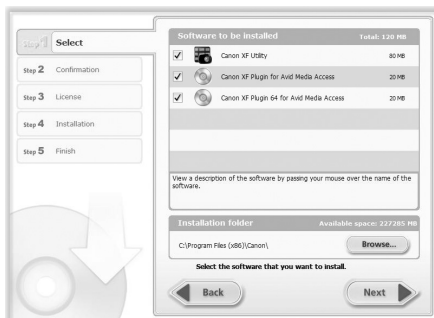 Step 1 Select
Step 2 Confirmation
Step 3 License
Step 4 Installation
Step 5 Finish
Software to be installed Total: 120 MB
Canon XF Utility 80 MB
Canon XF Plugin for Avid Media Access 20 MB
Canon XF Plugin 64 for Avid Media Access 20 MB
View a description of the software by passing your mouse over the name of the
software.
Installation folder Available space: 227285 MB
C:\Program Files (x86)\Canon\ Browse...
Select the software that you want to install.
Back Next